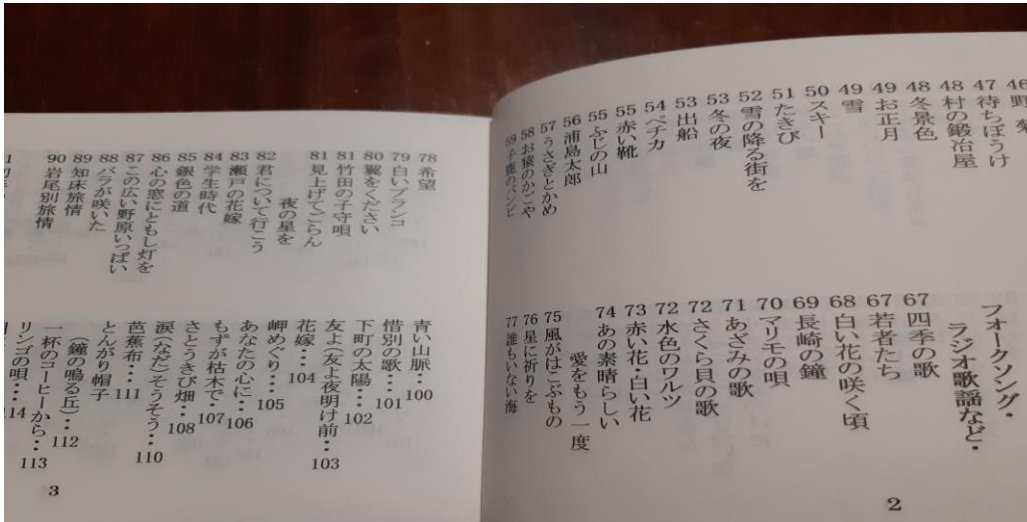 46 野菊
47 待ちぼうけ
48 村の鍛冶屋
48 冬景色
49 お正月
49 雪
50 スキー
51 たきび
52 雪の降る街を
53 冬の夜
53 出船
54 ペチカ
55 赤い靴
55 ふじの山
56 浦島太郎
57 うさぎとかめ
58 お猿のかごや
59 子鹿のバンビ
フォークソング・
ラジオ歌謡など・
67 四季の歌
67 若者たち
68 白い花の咲く頃
69 長崎の鐘
70 マリモの唄
71 あざみの歌
72 さくら貝の歌
72 水色のワルツ
73 赤い花・白い花
74 あの素晴らしい
愛をもう一度
75 風がはこぶもの
76 星に祈りを
77 誰もいない海
2
78 希望
79 白いブランコ
80 翼をください
81 竹田の子守唄
81 見上げてごらん
夜の星を
82 君について行こう
83 瀬戸の花嫁
84 学生時代
85 銀色の道
86 心の窓にともし灯を
87 この広い野原いっぱい
88 バラが咲いた
89 知床旅情
90 岩尾別旅情
青い山脈・・100
惜別の歌・・101
下町の太陽・・102
友よ(友よ夜明け前・・103
花嫁・・104
岬めぐり・・105
あなたの心に・・106
もずが枯木で・107
さとうきび畑・・108
涙(なだ)そうそう・・110
芭蕉布・・111
とんがり帽子
(鐘の鳴る丘)・・112
一杯のコーヒーから・・113
リンゴの唄・・114
3